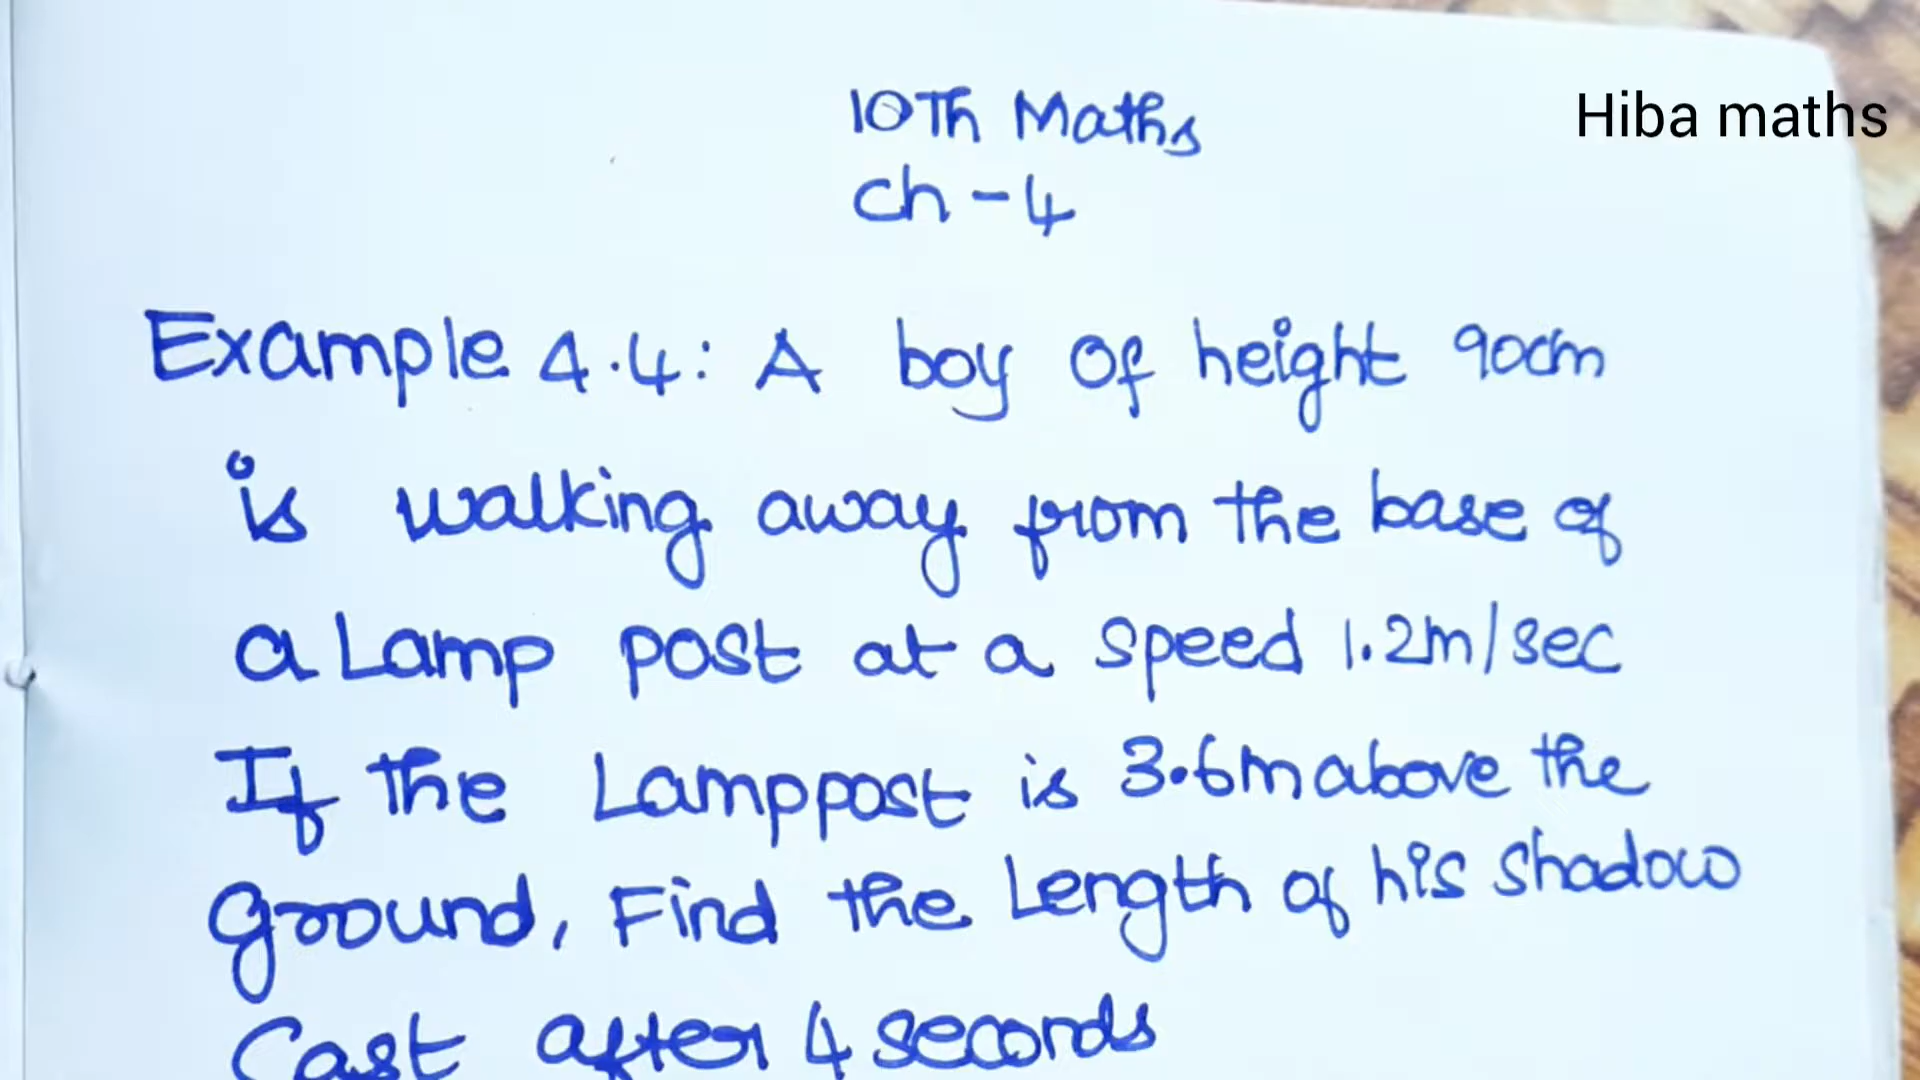 Hiba maths
10Th Maths
Ch - 4
Example 4.4: A boy of height 90cm
is walking away from the base of
a Lamp post at a speed 1.2m/sec
If the Lamppost is 3.6m above the
ground, Find the Length of his shadow
Cast after 4 seconds